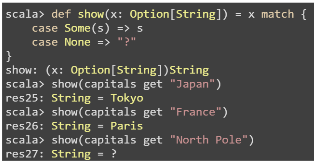 scala> def show(x: Option[String]) = x match {
    case Some(s) => s
    case None => "?"
}
show: (x: Option[String])String
scala> show(capitals get "Japan")
res25: String = Tokyo
scala> show(capitals get "France")
res26: String = Paris
scala> show(capitals get "North Pole")
res27: String = ?